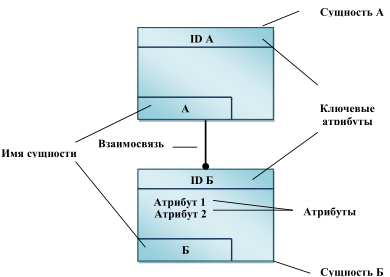 Сущность А
ID А
Ключевые
атрибуты
А
Взаимосвязь
Имя сущности
ID Б
Атрибут 1
Атрибут 2
Атрибуты
Б
Сущность Б